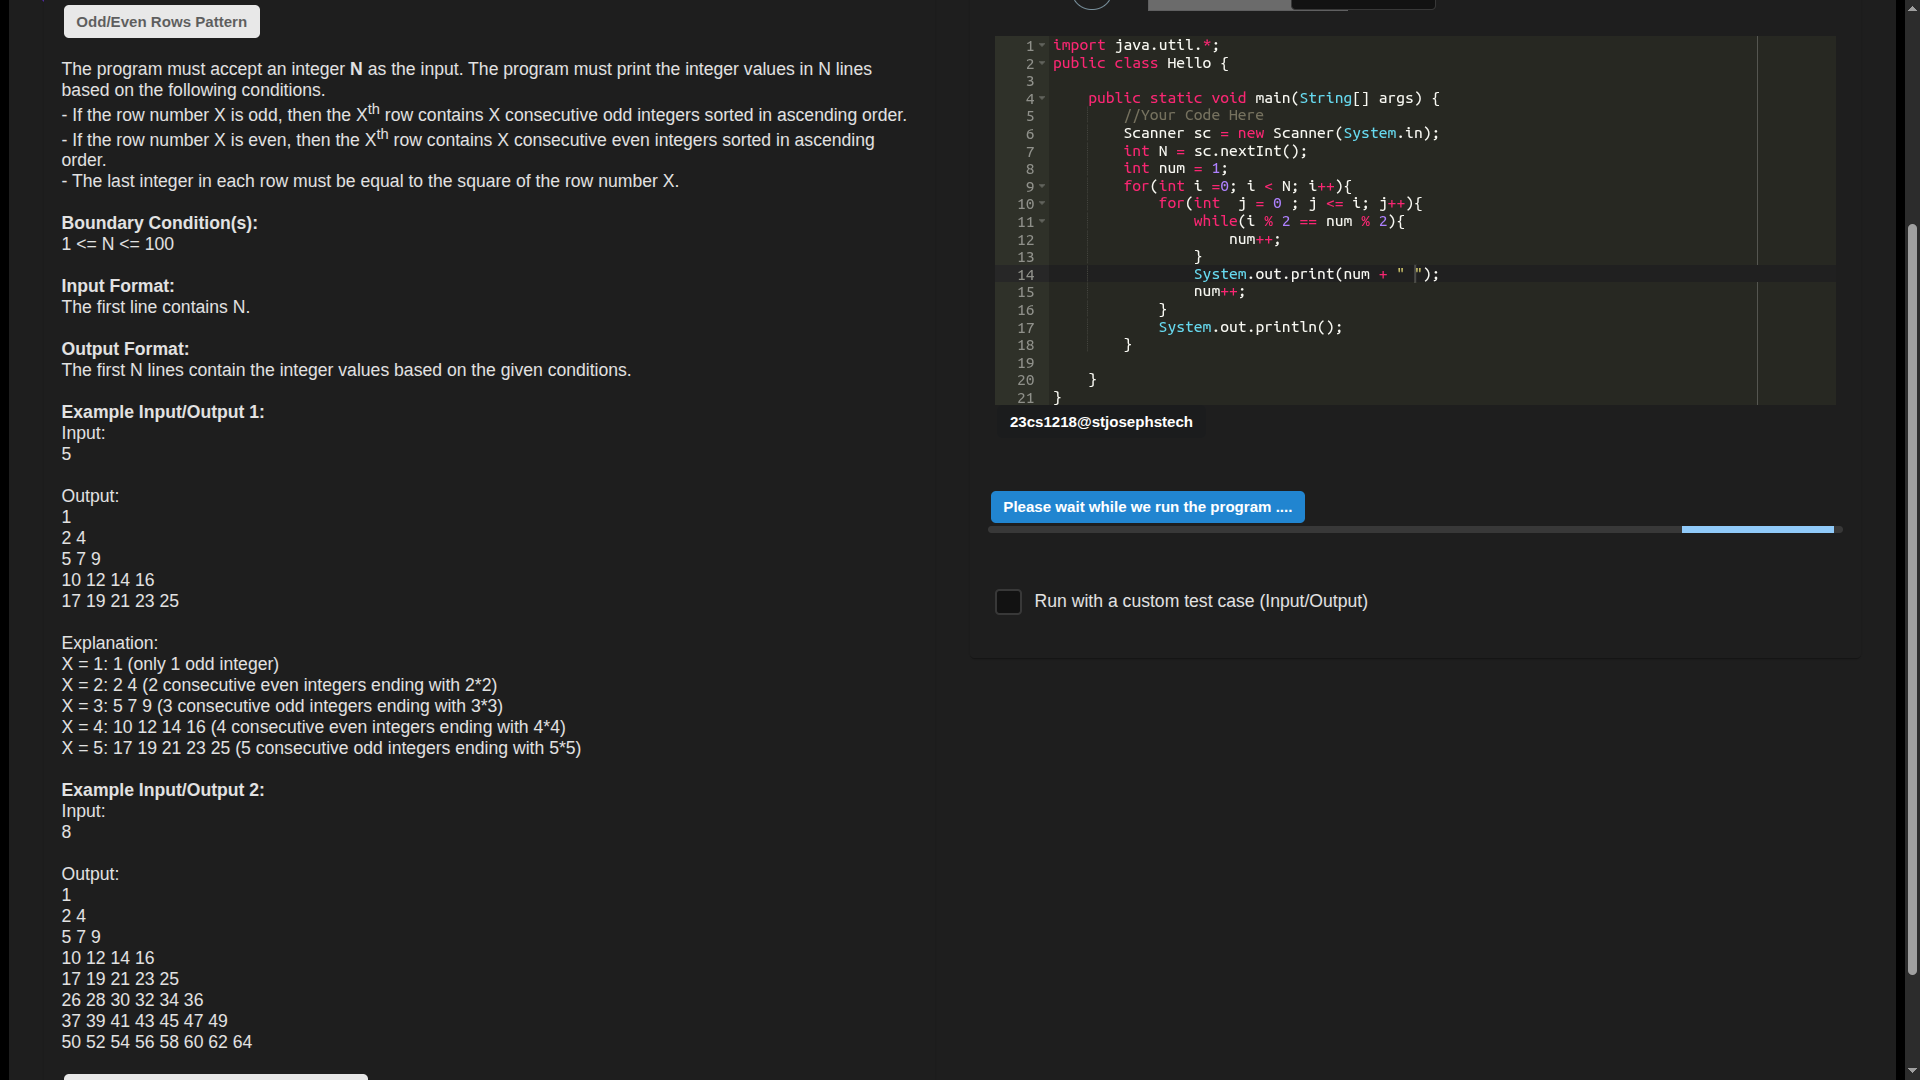 Odd/Even Rows Pattern
The program must accept an integer N as the input. The program must print the integer values in N lines
based on the following conditions.
- If the row number X is odd, then the Xth row contains X consecutive odd integers sorted in ascending order.
- If the row number X is even, then the Xth row contains X consecutive even integers sorted in ascending
order.
- The last integer in each row must be equal to the square of the row number X.
Boundary Condition(s):
1 <= N <= 100
Input Format:
The first line contains N.
Output Format:
The first N lines contain the integer values based on the given conditions.
Example Input/Output 1:
Input:
5
Output:
1
2 4
5 7 9
10 12 14 16
17 19 21 23 25
Explanation:
X = 1: 1 (only 1 odd integer)
X = 2: 2 4 (2 consecutive even integers ending with 2*2)
X = 3: 5 7 9 (3 consecutive odd integers ending with 3*3)
X = 4: 10 12 14 16 (4 consecutive even integers ending with 4*4)
X = 5: 17 19 21 23 25 (5 consecutive odd integers ending with 5*5)
Example Input/Output 2:
Input:
8
Output:
1
2 4
5 7 9
10 12 14 16
17 19 21 23 25
26 28 30 32 34 36
37 39 41 43 45 47 49
50 52 54 56 58 60 62 64
1 import java.util.*;
2 public class Hello {
3
4     public static void main(String[] args) {
5         //Your Code Here
6         Scanner sc = new Scanner(System.in);
7         int N = sc.nextInt();
8         int num = 1;
9         for(int i =0; i < N; i++){
10             for(int  j = 0 ; j <= i; j++){
11                 while(i % 2 == num % 2){
12                     num++;
13                 }
14                 System.out.print(num + " ");
15                 num++;
16             }
17             System.out.println();
18         }
19
20     }
21 }
23cs1218@stjosephstech
Please wait while we run the program ....
Run with a custom test case (Input/Output)